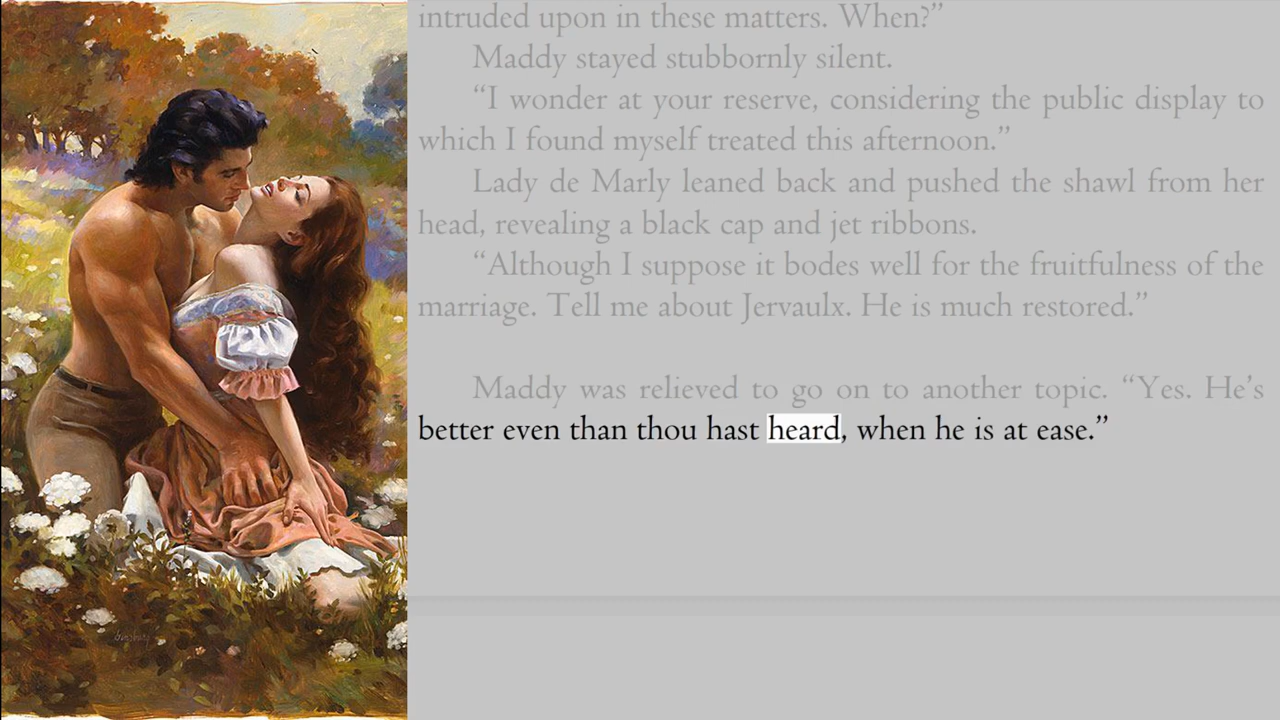 intruded upon in these matters. When?”
Maddy stayed stubbornly silent.
“I wonder at your reserve, considering the public display to
which I found myself treated this afternoon.”
Lady de Marly leaned back and pushed the shawl from her
head, revealing a black cap and jet ribbons.
“Although I suppose it bodes well for the fruitfulness of the
marriage. Tell me about Jervaulx. He is much restored.”
Maddy was relieved to go on to another topic. “Yes. He’s
better even than thou hast heard, when he is at ease.”